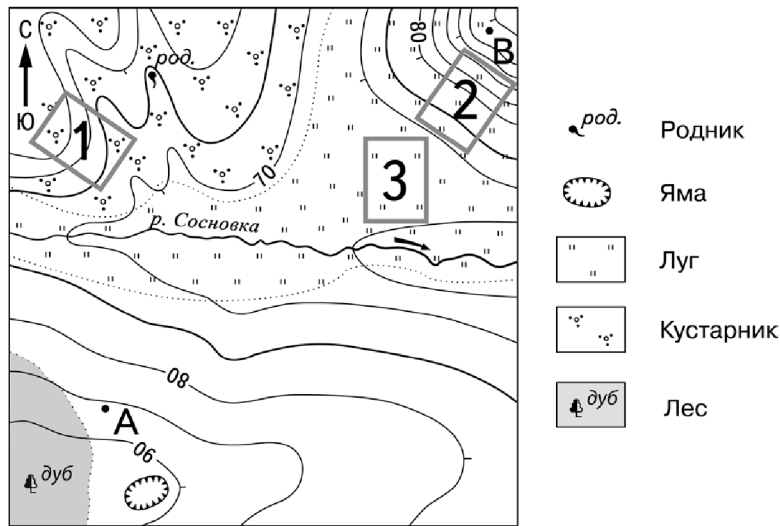 С
Ю
род.
80
В
1
2
3
70
р. Сосновка
80
А
90
дуб
род.
Родник
Яма
Луг
Кустарник
дуб
Лес